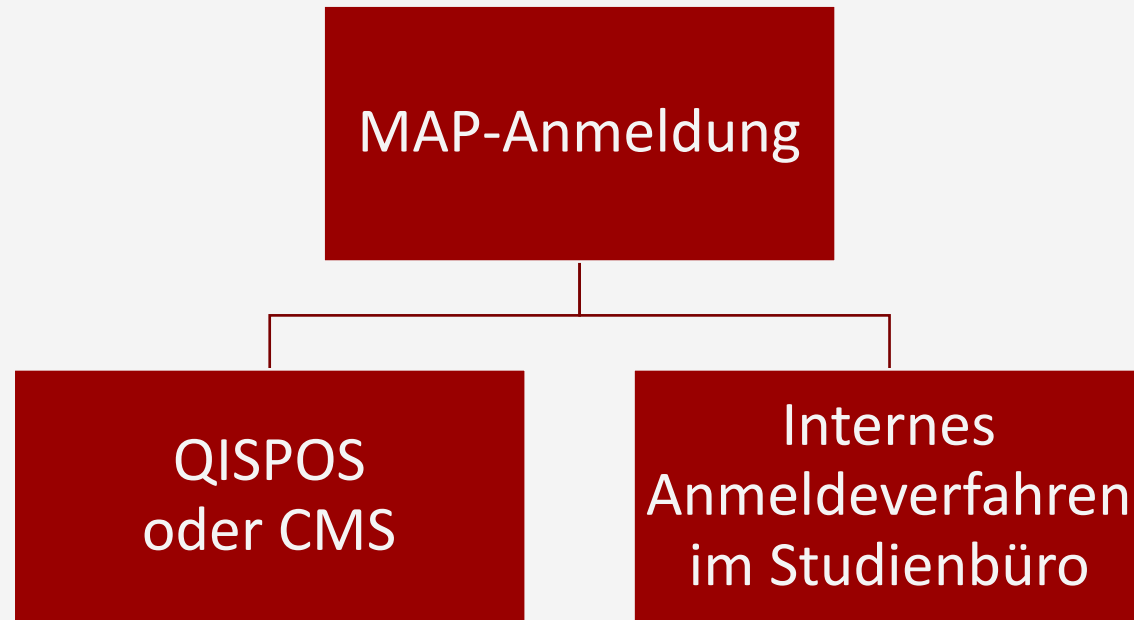 MAP-Anmeldung
QISPOS
oder CMS
Internes
Anmeldeverfahren
im Studienbüro